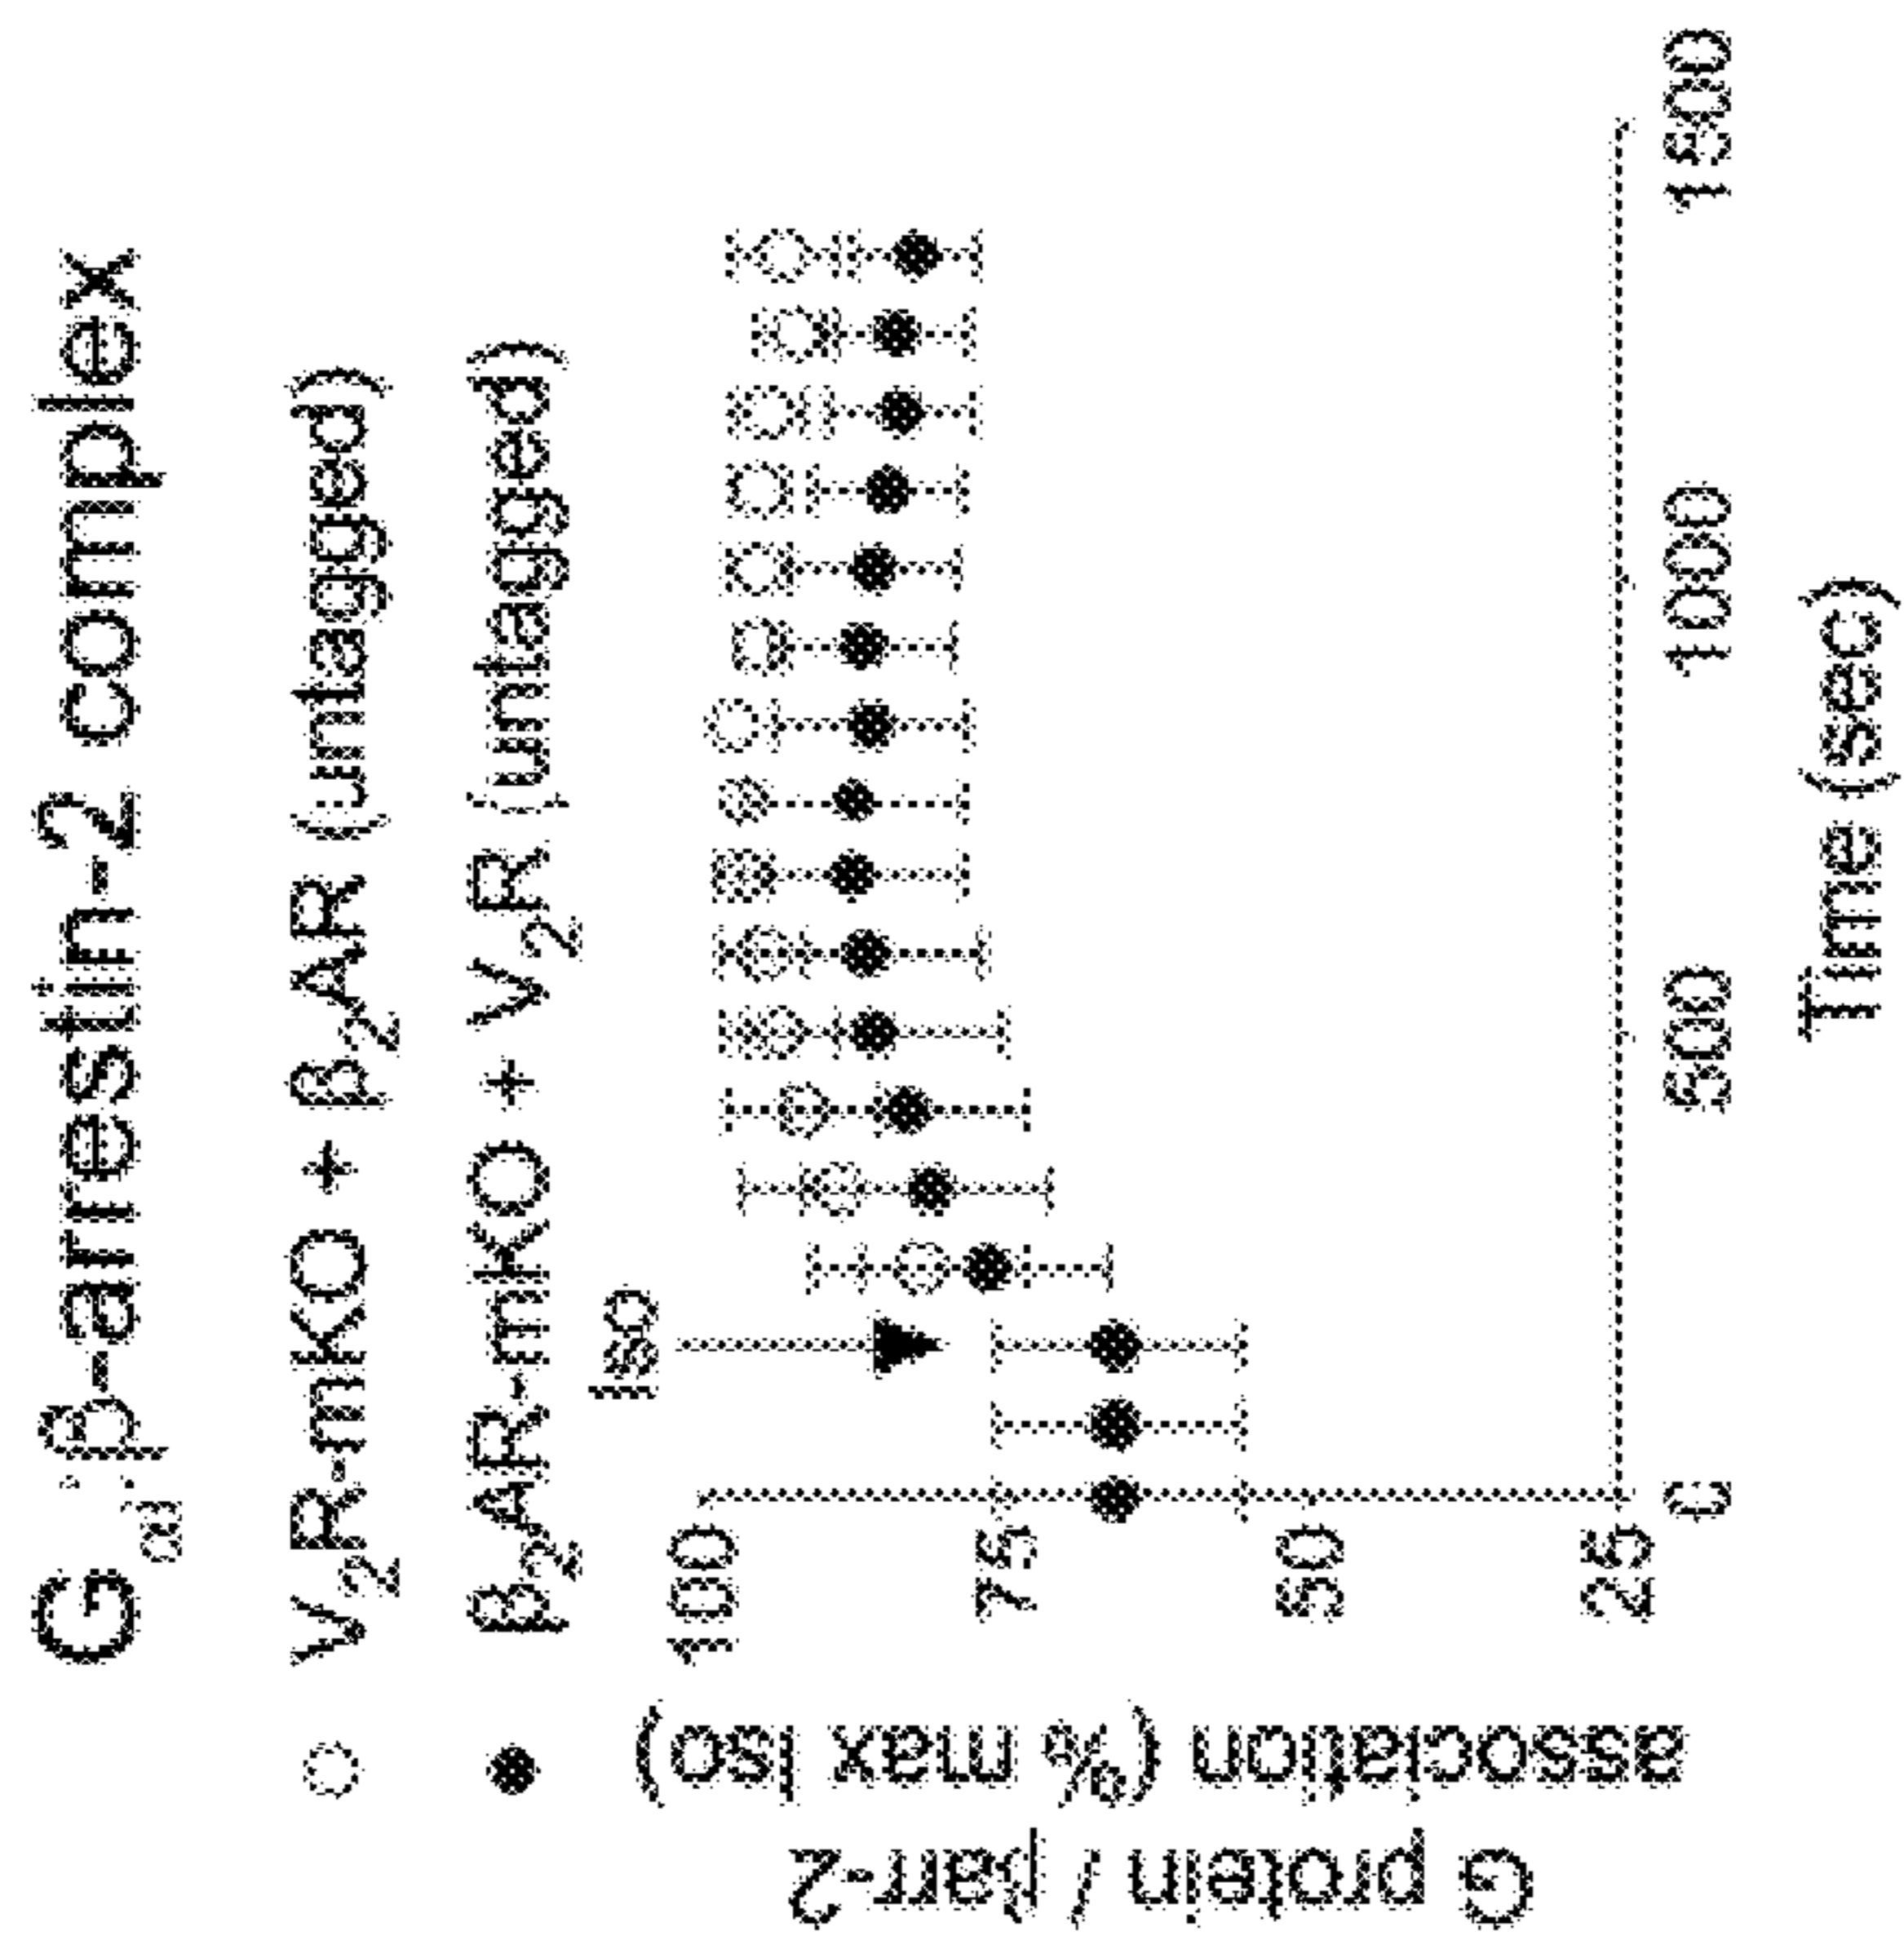 Gαi:β-arrestin-2 complex
V2R-mKO + β2AR (untagged)
β2AR-mKO + V2R (untagged)
Iso
100
75
50
25
0
500
1000
1500
Time (sec)
G protein / βarr-2
association (% max Iso)